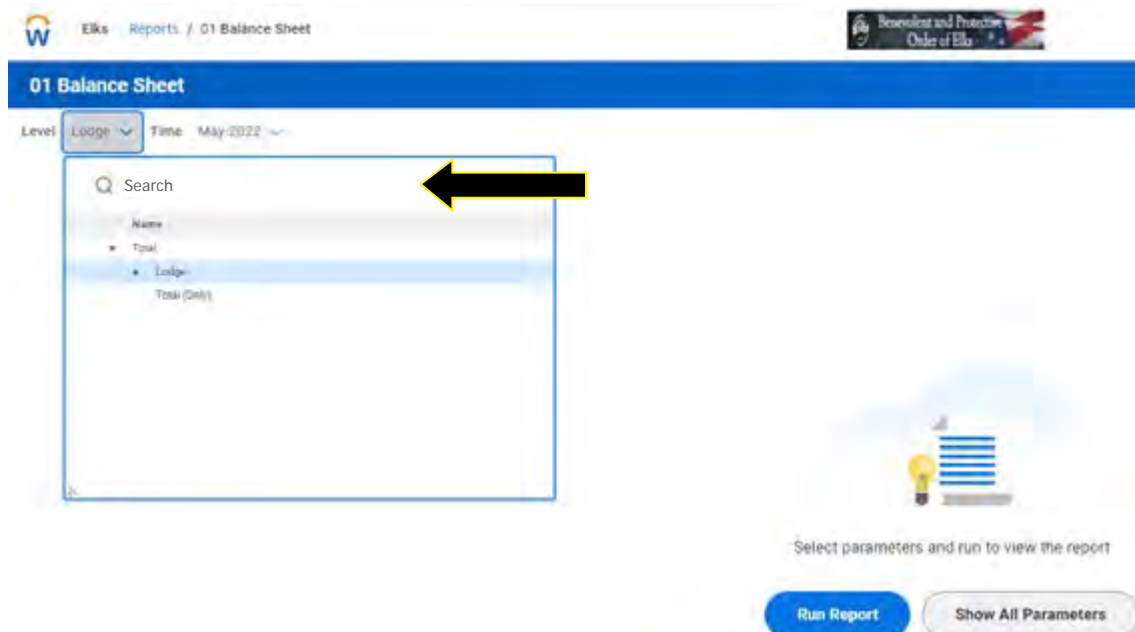 Elks Reports / 01 Balance Sheet
Benevolent and Protective
Order of Elks
01 Balance Sheet
Level Lodge Time May-2022
Search
Name
Total
Lodge
Total (Only)
Select parameters and run to view the report
Run Report Show All Parameters